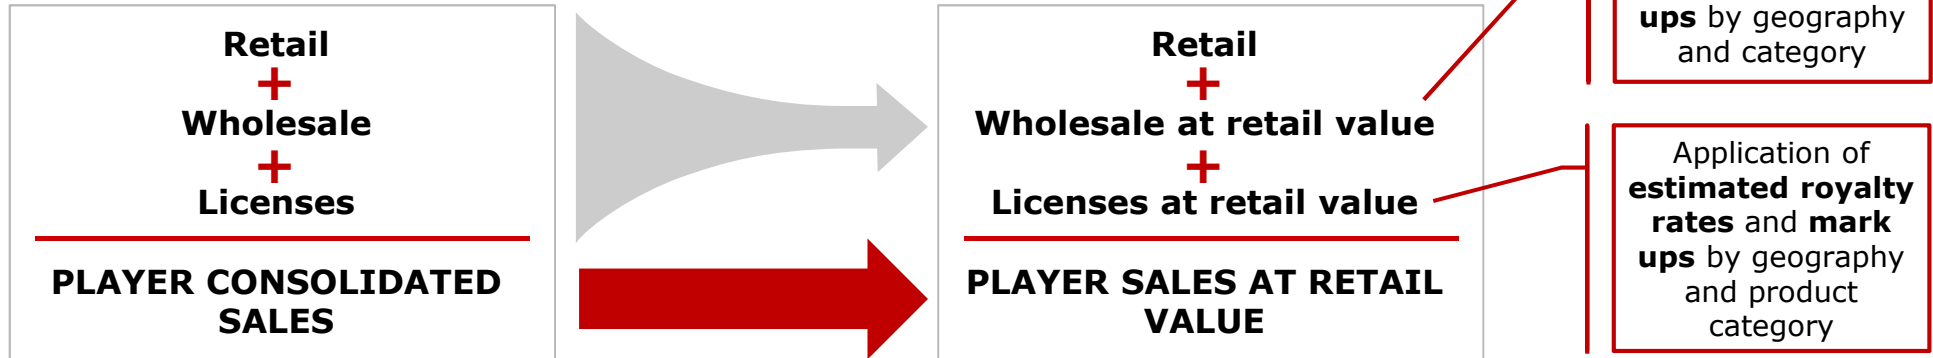 Retail
+
Wholesale
+
Licenses
PLAYER CONSOLIDATED
SALES
Retail
+
Wholesale at retail value
+
Licenses at retail value
PLAYER SALES AT RETAIL
VALUE
ups by geography
and category
Application of
estimated royalty
rates and mark
ups by geography
and product
category